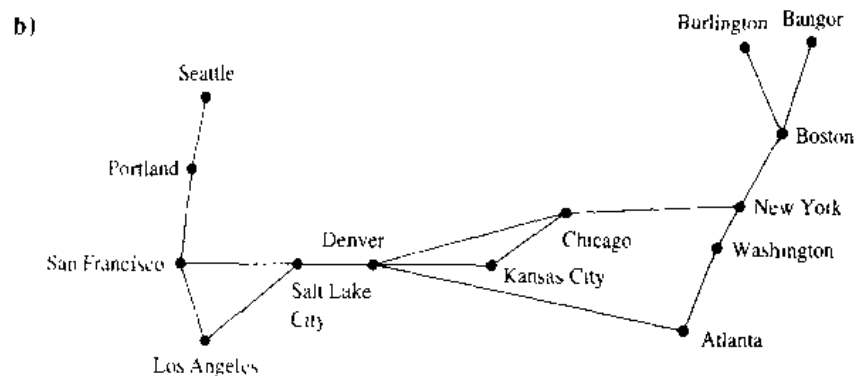 b)
Burlington
Bangor
Seattle
Boston
Portland
New York
Denver
Chicago
Washington
San Francisco
Kansas City
Salt Lake
City
Atlanta
Los Angeles